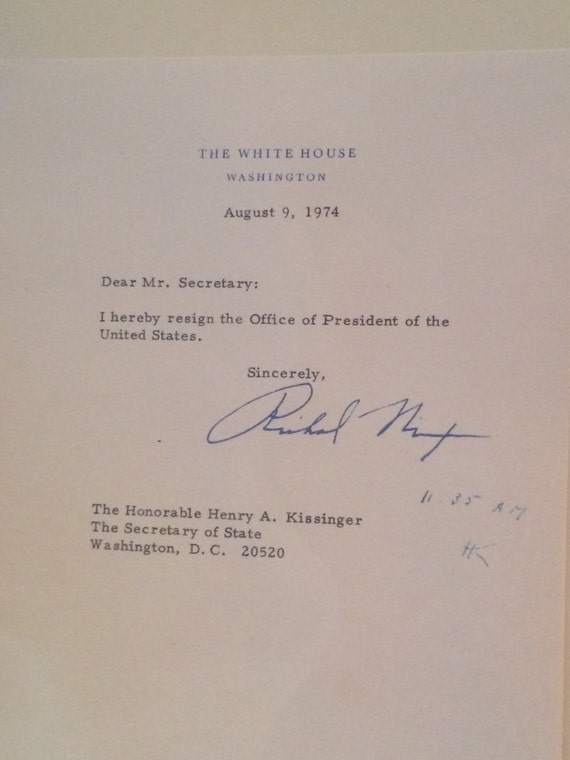 THE WHITE HOUSE
WASHINGTON
August 9, 1974
Dear Mr. Secretary:
I hereby resign the Office of President of the
United States.
Sincerely,
Richard Nixon
11.35 AM
HK
The Honorable Henry A. Kissinger
The Secretary of State
Washington, D.C. 20520